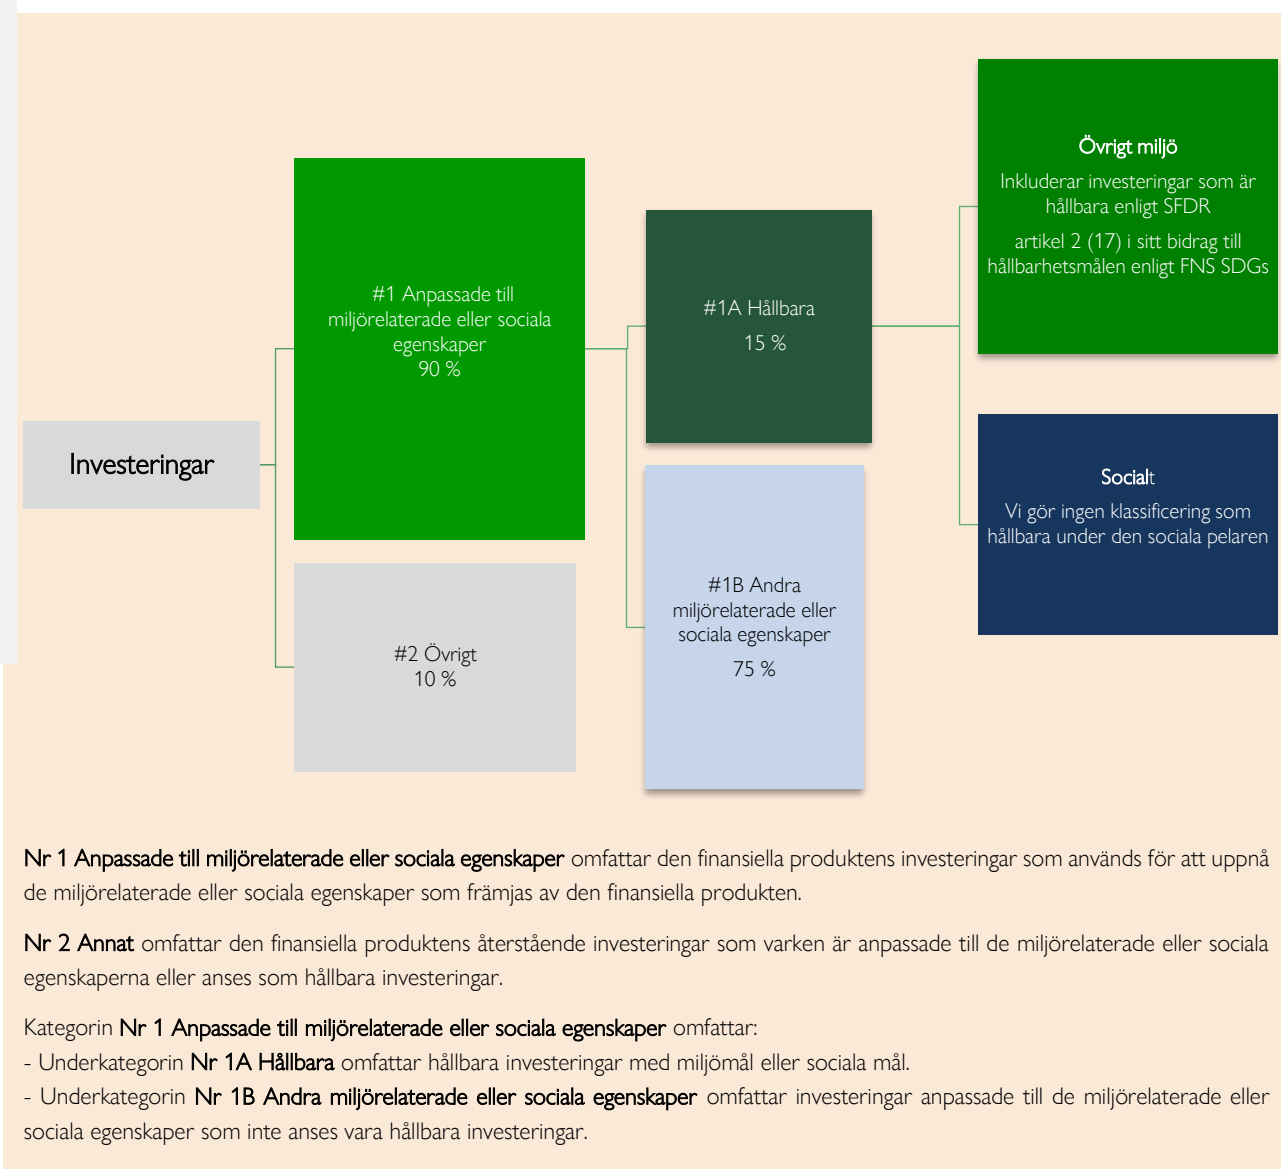 Övrigt miljö
Inkluderar investeringar som är
hållbara enligt SFDR
artikel 2 (17) i sitt bidrag till
hållbarhetsmålen enligt FNS SDGs
#1 Anpassade till
miljörelaterade eller sociala
egenskaper
90 %
#1A Hållbara
15 %
Investeringar
Socialt
Vi gör ingen klassificering som
hållbara under den sociala pelaren
#1B Andra
miljörelaterade eller
sociala egenskaper
75 %
#2 Övrigt
10 %
Nr 1 Anpassade till miljörelaterade eller sociala egenskaper omfattar den finansiella produktens investeringar som används för att uppnå
de miljörelaterade eller sociala egenskaper som främjas av den finansiella produkten.
Nr 2 Annat omfattar den finansiella produktens återstående investeringar som varken är anpassade till de miljörelaterade eller sociala
egenskaperna eller anses som hållbara investeringar.
Kategorin Nr 1 Anpassade till miljörelaterade eller sociala egenskaper omfattar:
- Underkategorin Nr 1A Hållbara omfattar hållbara investeringar med miljömål eller sociala mål.
- Underkategorin Nr 1B Andra miljörelaterade eller sociala egenskaper omfattar investeringar anpassade till de miljörelaterade eller
sociala egenskaper som inte anses vara hållbara investeringar.